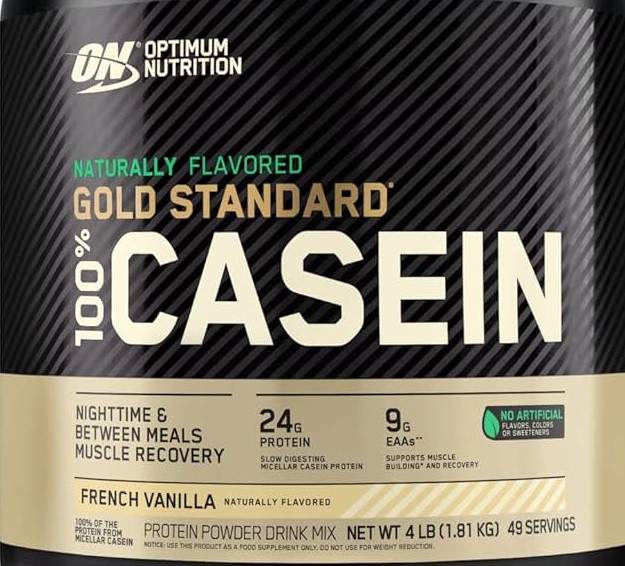 ON OPTIMUM
NUTRITION
NATURALLY FLAVORED
GOLD STANDARD
100% CASEIN
NIGHTTIME &
BETWEEN MEALS
MUSCLE RECOVERY
24G
PROTEIN
SLOW DIGESTING
MICELLAR CASEIN PROTEIN
9G
EAAs**
SUPPORTS MUSCLE
BUILDING* AND RECOVERY
NO ARTIFICIAL
FLAVORS, COLORS
OR SWEETENERS
FRENCH VANILLA NATURALLY FLAVORED
100% OF THE
PROTEIN FROM
MICELLAR CASEIN
PROTEIN POWDER DRINK MIX NET WT 4 LB (1.81 KG) 49 SERVINGS
NOTICE: USE THIS PRODUCT AS A FOOD SUPPLEMENT ONLY. DO NOT USE FOR WEIGHT REDUCTION.